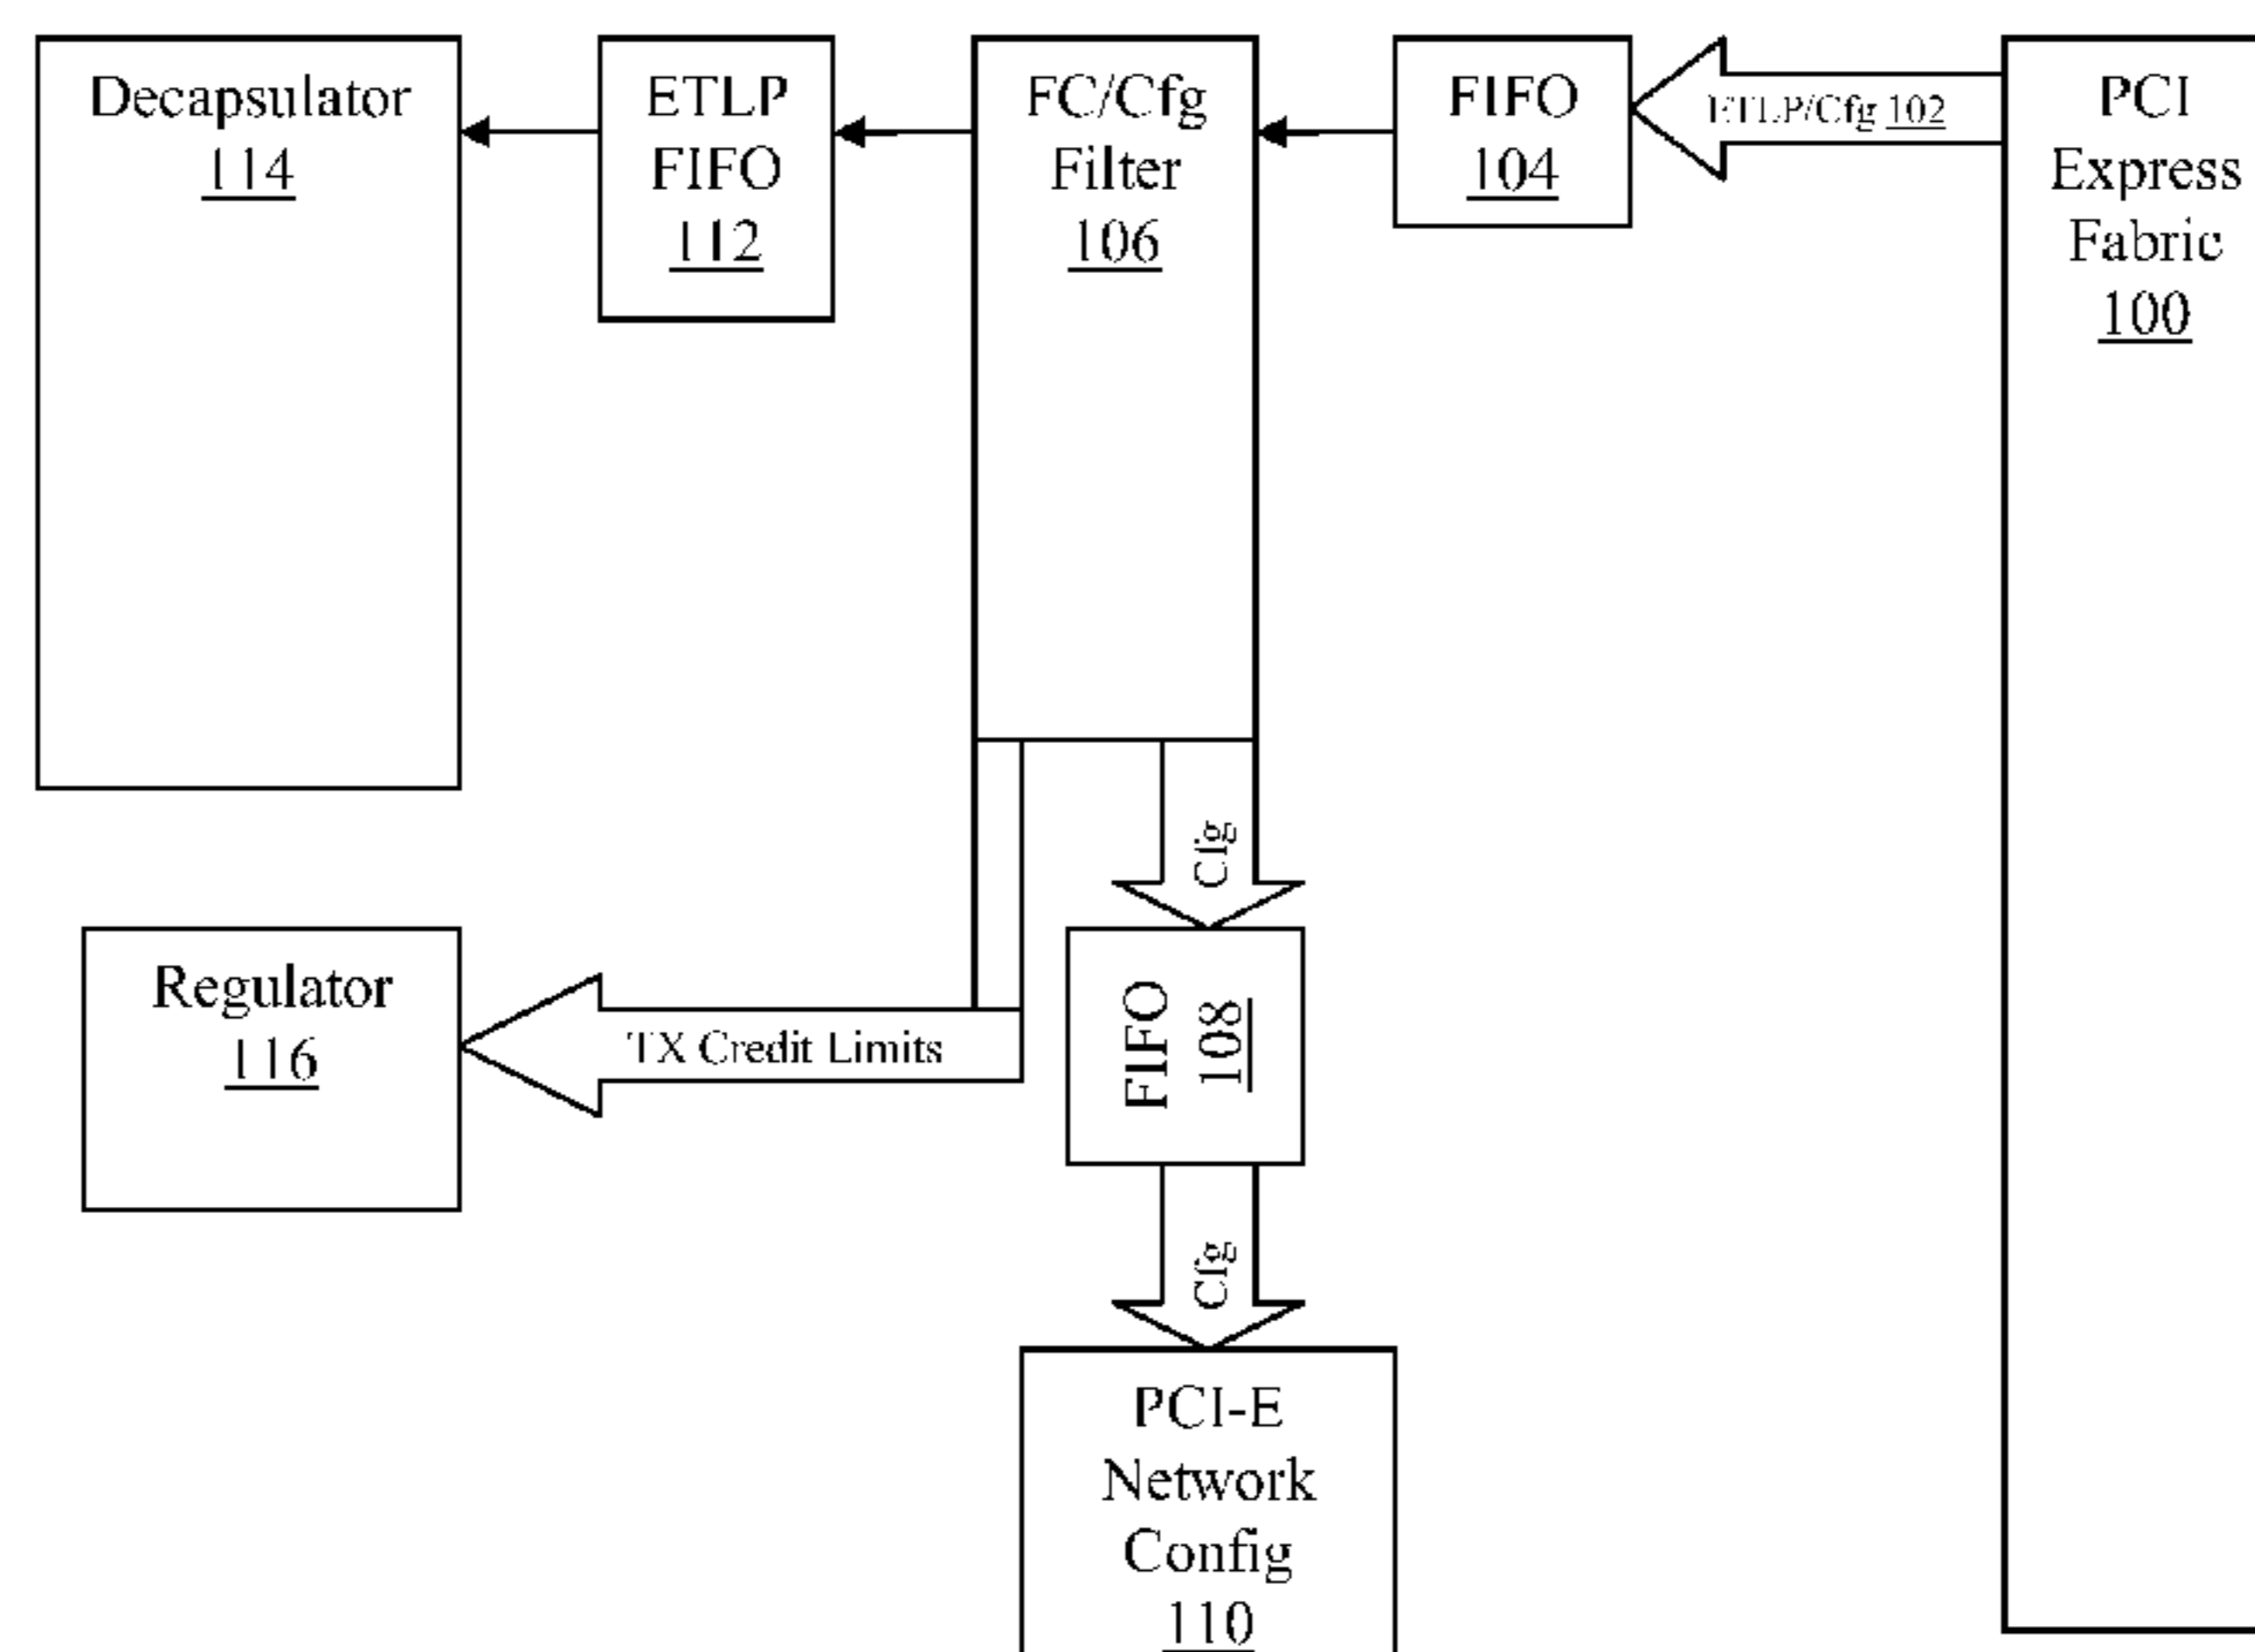 Decapsulator
114
ETLP
FIFO
112
FC/Cfg
Filter
106
FIFO
104
ETLP/Cfg 102
PCI
Express
Fabric
100
Cfg
Regulator
116
TX Credit Limits
FIFO
108
Cfg
PCI-E
Network
Config
110